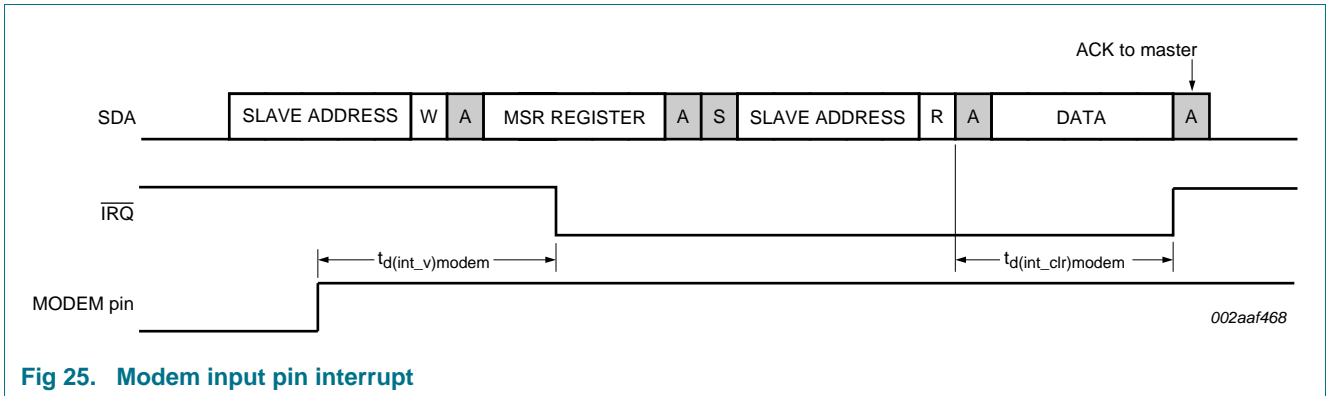 ACK to master
SDA SLAVE ADDRESS W A MSR REGISTER A S SLAVE ADDRESS R A DATA A
IRQ
td(int_v)modem td(int_clr)modem
MODEM pin
002aaf468
Fig 25. Modem input pin interrupt